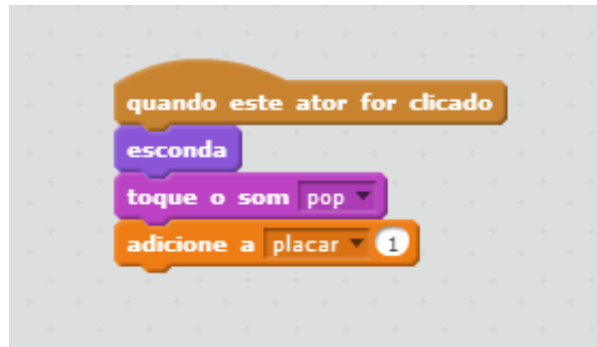 quando este ator for clicado
esconda
toque o som pop
adicione a placar 1